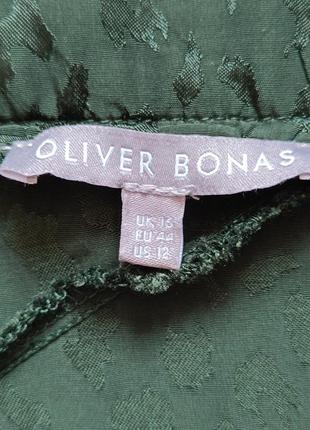 OLIVER BONAS
UK 16
EU 44
US 12